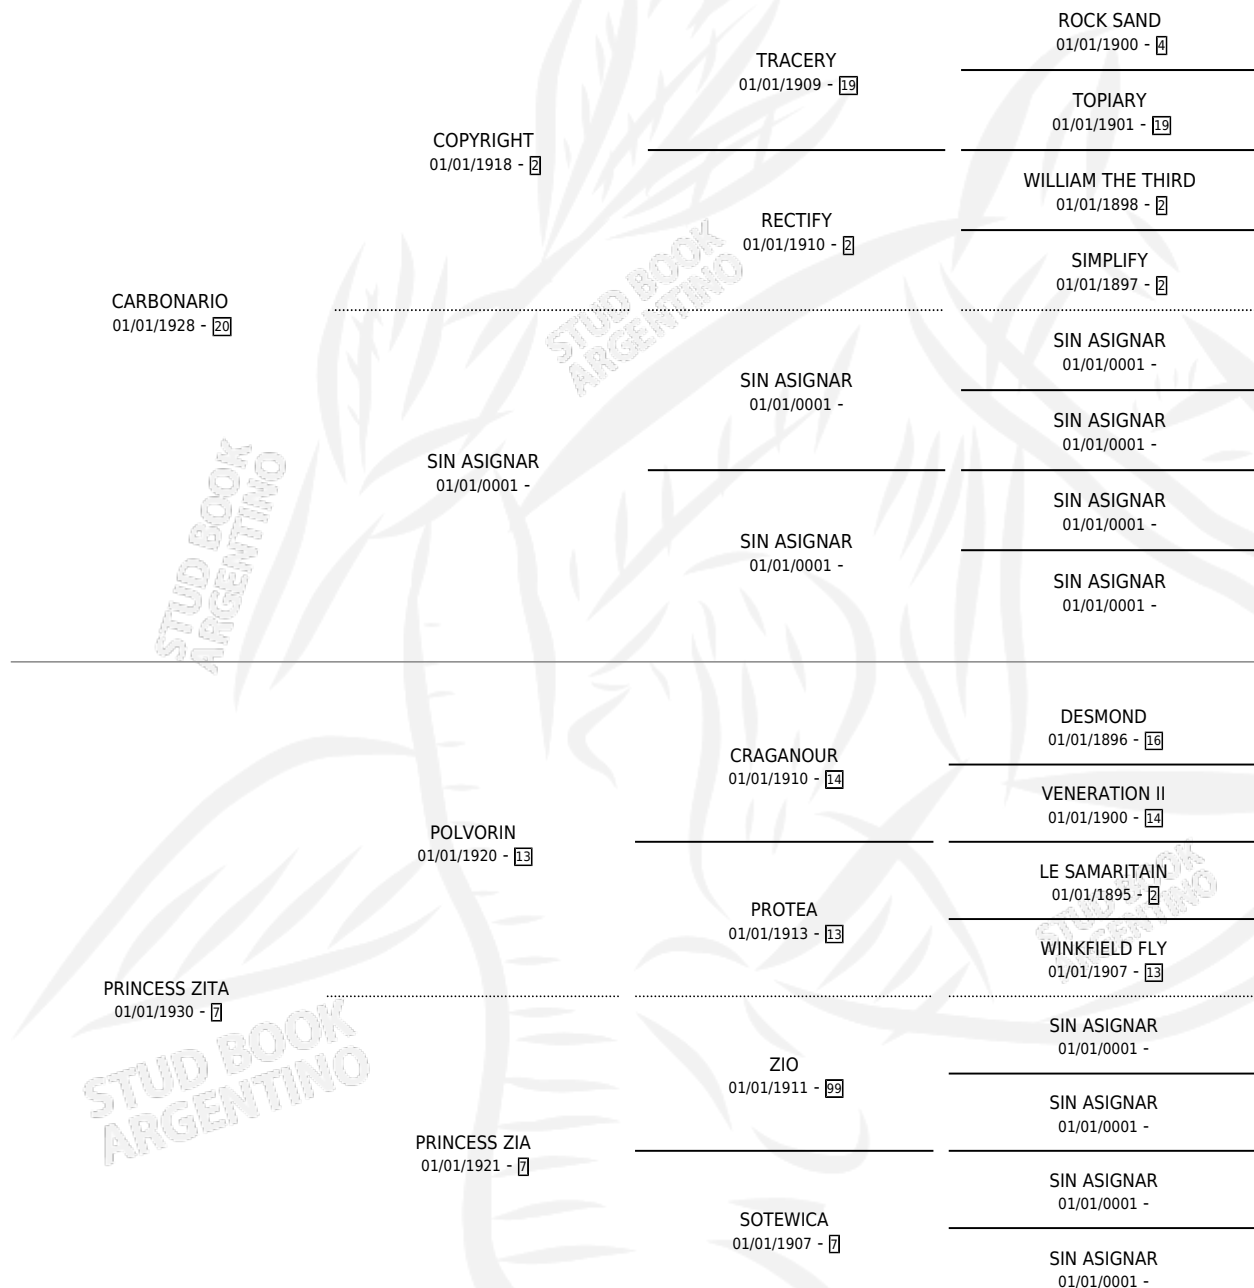 ROCK SAND
01/01/1900 - 4
TRACERY
01/01/1909 - 19
TOPIARY
01/01/1901 - 19
COPYRIGHT
01/01/1918 - 2
WILLIAM THE THIRD
01/01/1898 - 2
RECTIFY
01/01/1910 - 2
SIMPLIFY
01/01/1897 - 2
CARBONARIO
01/01/1928 - 20
STUD BOOK
ARGENTINO
SIN ASIGNAR
01/01/0001 -
SIN ASIGNAR
01/01/0001 -
SIN ASIGNAR
01/01/0001 -
SIN ASIGNAR
01/01/0001 -
SIN ASIGNAR
01/01/0001 -
SIN ASIGNAR
01/01/0001 -
SIN ASIGNAR
01/01/0001 -
STUD BOOK
ARGENTINO
DESMOND
01/01/1896 - 16
CRAGANOUR
01/01/1910 - 14
VENERATION II
01/01/1900 - 14
POLVORIN
01/01/1920 - 13
LE SAMARITAIN
01/01/1895 - 2
PROTEA
01/01/1913 - 13
WINKFIELD FLY
01/01/1907 - 13
STUD BOOK
ARGENTINO
PRINCESS ZITA
01/01/1930 - 7
STUD BOOK
ARGENTINO
SIN ASIGNAR
01/01/0001 -
ZIO
01/01/1911 - 99
SIN ASIGNAR
01/01/0001 -
PRINCESS ZIA
01/01/1921 - 7
SIN ASIGNAR
01/01/0001 -
SOTEWICA
01/01/1907 - 7
SIN ASIGNAR
01/01/0001 -